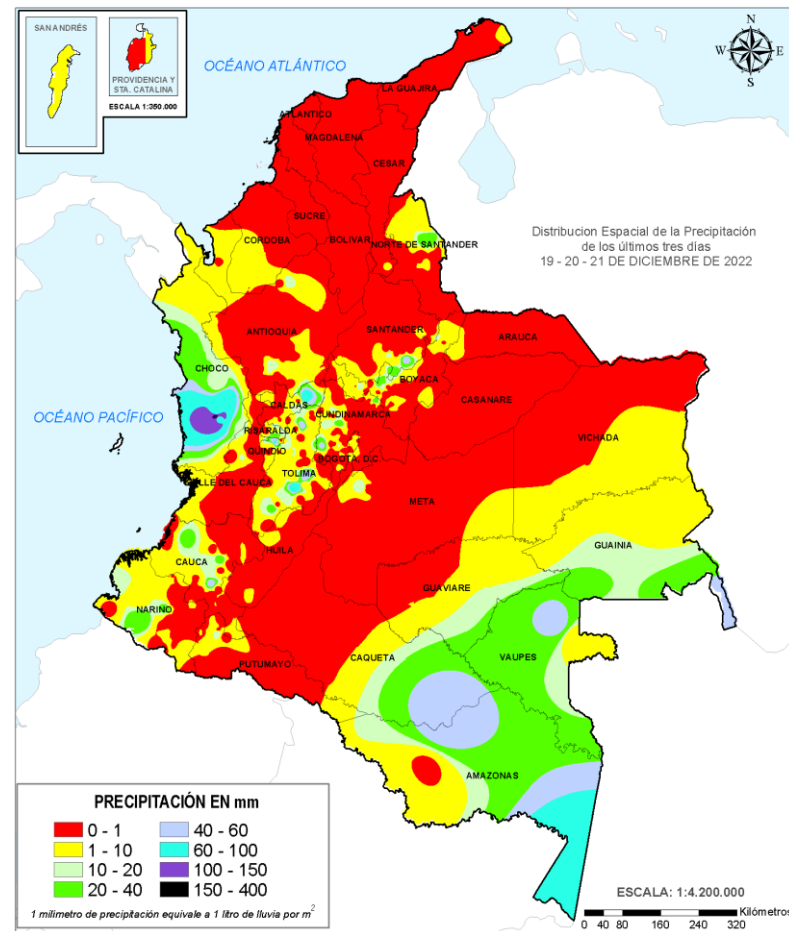 SAN ANDRÉS
PROVIDENCIA Y
STA. CATALINA
ESCALA 1:350.000
OCÉANO ATLÁNTICO
N
W
E
S
LA GUAJIRA
ATLANTICO
MAGDALENA
CESAR
SUCRE
CORDOBA
BOLIVAR
NORTE DE SANTANDER
Distribucion Espacial de la Precipitación
de los últimos tres días
19 - 20 - 21 DE DICIEMBRE DE 2022
ANTIOQUIA
SANTANDER
ARAUCA
CHOCO
BOYACA
CASANARE
OCÉANO PACÍFICO
CALDAS
CUNDINAMARCA
RISARALDA
QUINDIO
BOGOTA, D.C.
VICHADA
TOLIMA
VALLE DEL CAUCA
META
HUILA
CAUCA
GUAINIA
GUAVIARE
NARIÑO
CAQUETA
VAUPES
PUTUMAYO
AMAZONAS
PRECIPITACIÓN EN mm
0 - 1
40 - 60
1 - 10
60 - 100
10 - 20
100 - 150
20 - 40
150 - 400
1 milimetro de precipitación equivale a 1 litro de lluvia por m²
ESCALA: 1:4.200.000
Kilómetros
0 40 80 160 240 320